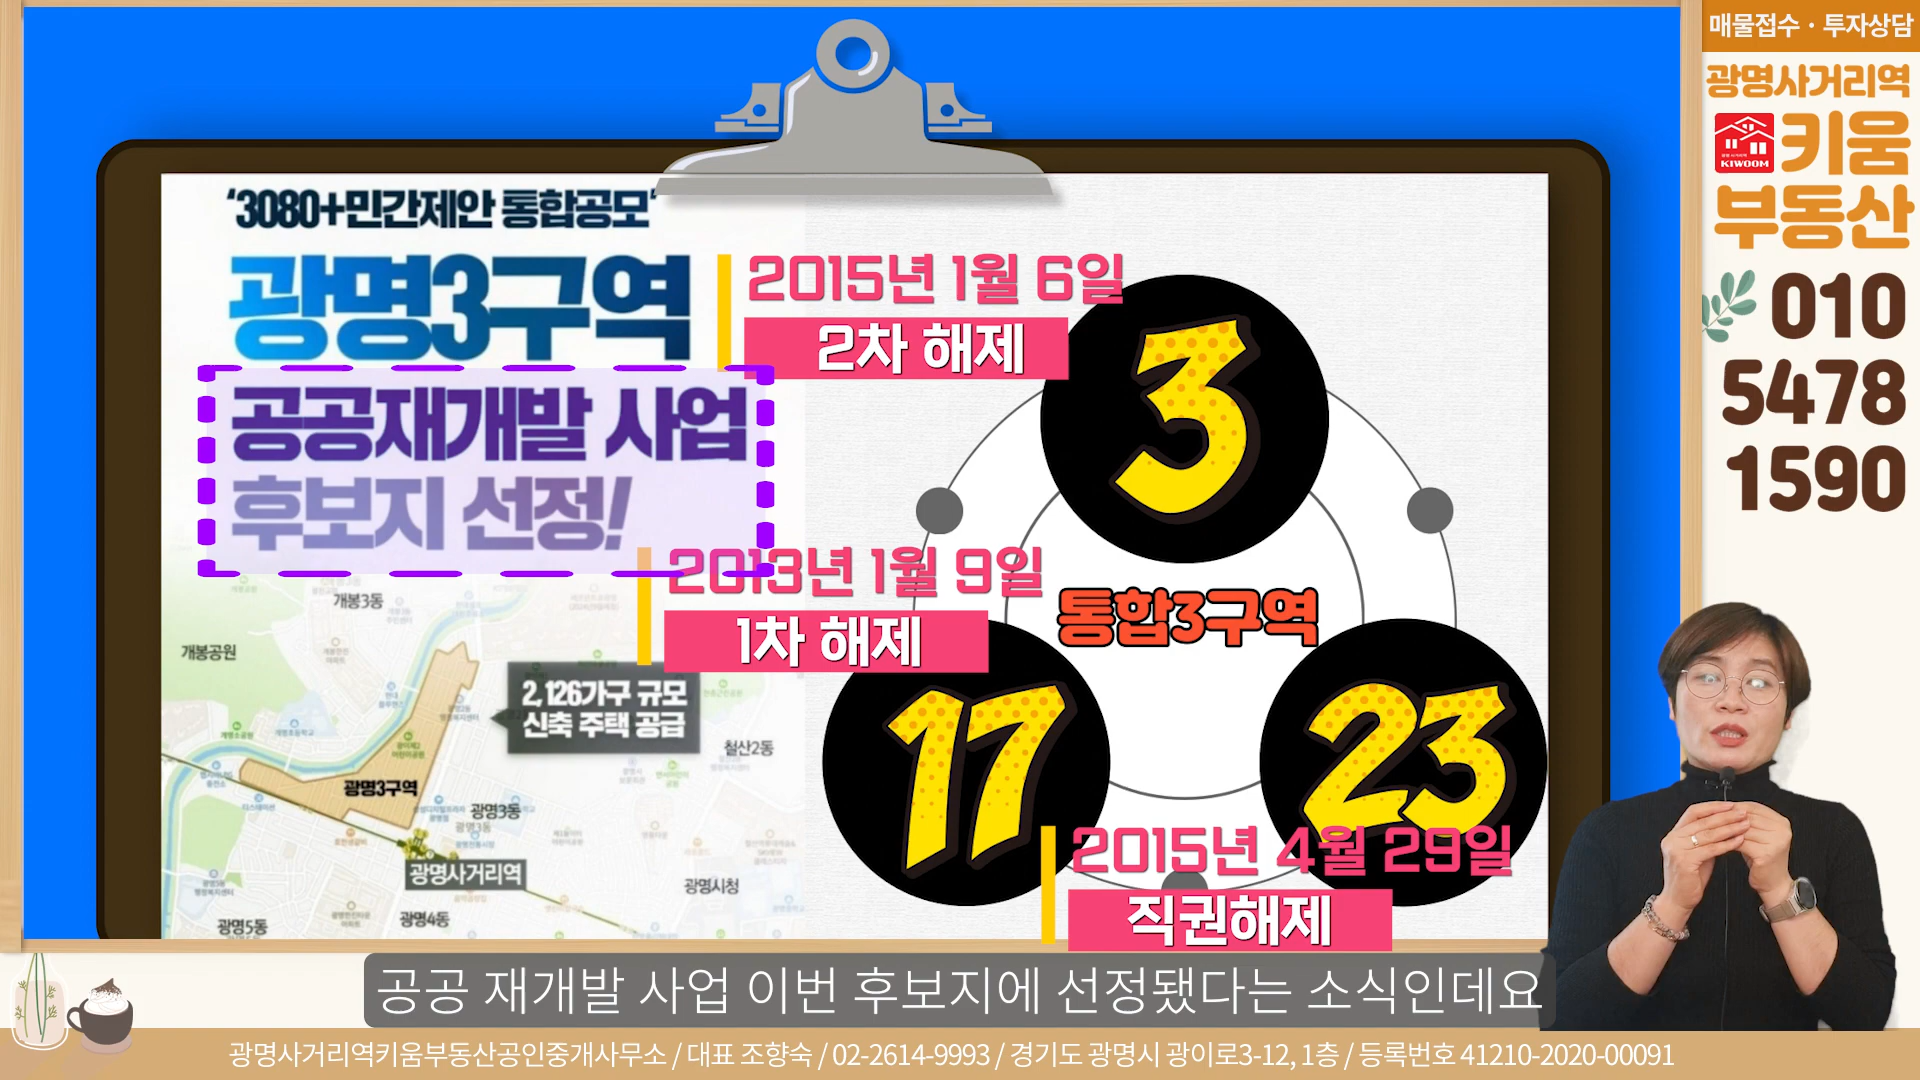 '3080+민간제안 통합공모'
광명3구역
공공재개발 사업
후보지 선정!
개봉3동
개봉공원
2,126가구 규모
신축 주택 공급
철산2동
광명3구역
광명3동
광명사거리역
광명시청
광명4동
광명5동
2015년 1월 6일
2차 해제
3
2013년 1월 9일
1차 해제
통합3구역
17
23
2015년 4월 29일
직권해제
매물접수 · 투자상담
광명사거리역
KIWOOM
키움
부동산
010
5478
1590
공공 재개발 사업 이번 후보지에 선정됐다는 소식인데요
광명사거리역키움부동산공인중개사무소 / 대표 조향숙 / 02-2614-9993 / 경기도 광명시 광이로3-12, 1층 / 등록번호 41210-2020-00091